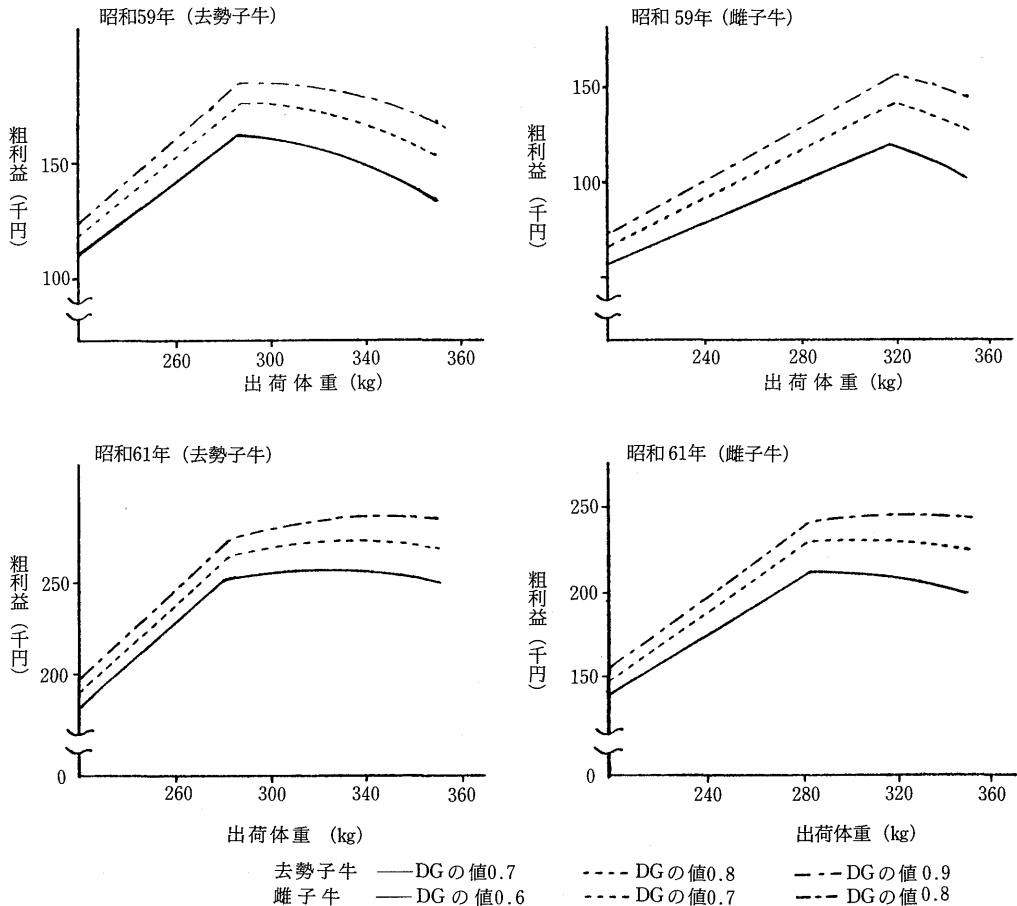 昭和59年（去勢子牛）
粗利益（千円）
150
100
260 300 340 360
出荷体重 (kg)
昭和 59年（雌子牛）
粗利益（千円）
150
100
240 280 320 360
出荷体重 (kg)
昭和61年（去勢子牛）
粗利益（千円）
250
200
0
260 300 340 360
出荷体重 (kg)
昭和 61年（雌子牛）
粗利益（千円）
250
200
150
0
240 280 320 360
出荷体重 (kg)
去勢子牛 DGの値0.7 DGの値0.8 DGの値0.9
雌子牛 DGの値0.6 DGの値0.7 DGの値0.8